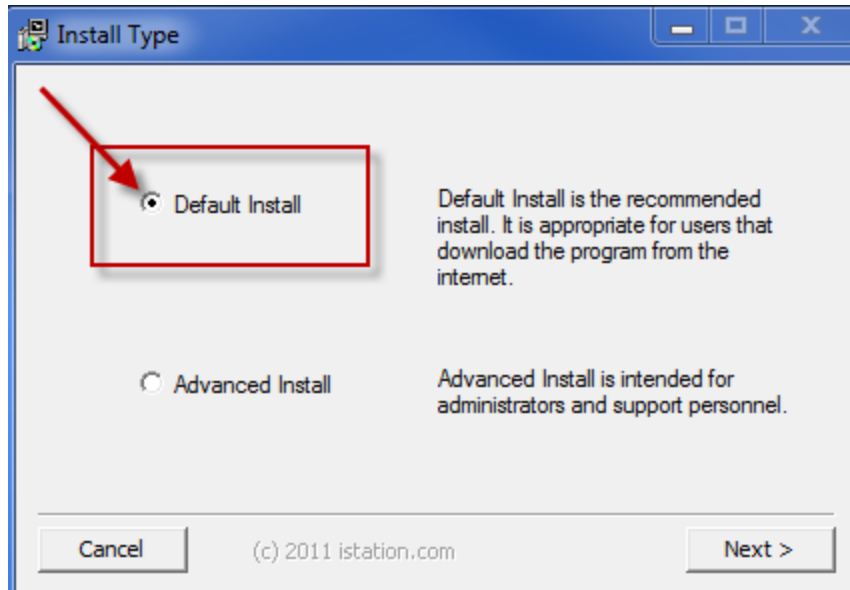 Install Type
Default Install
Default Install is the recommended
install. It is appropriate for users that
download the program from the
internet.
Advanced Install
Advanced Install is intended for
administrators and support personnel.
Cancel
(c) 2011 istation.com
Next >